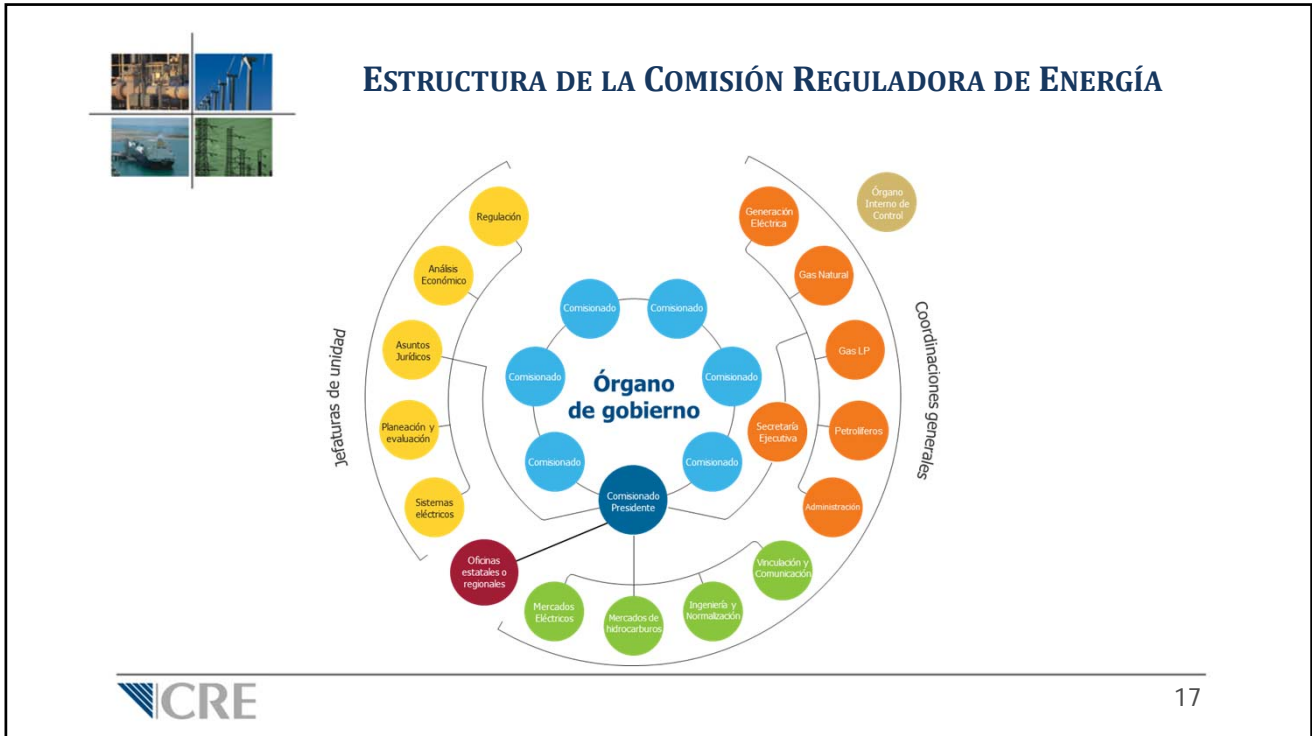 ESTRUCTURA DE LA COMISIÓN REGULADORA DE ENERGÍA
Regulación
Análisis
Económico
Asuntos
Jurídicos
Planeación y
evaluación
Sistemas
eléctricos
Jefaturas de unidad
Oficinas
estatales o
regionales
Comisionado
Comisionado
Comisionado
Comisionado
Comisionado
Comisionado
Órgano
de gobierno
Comisionado
Presidente
Secretaría
Ejecutiva
Generación
Eléctrica
Gas Natural
Gas LP
Petrolíferos
Administración
Coordinaciones generales
Órgano
Interno de
Control
Mercados
Eléctricos
Mercados de
hidrocarburos
Ingeniería y
Normalización
Vinculación y
Comunicación
CRE
17